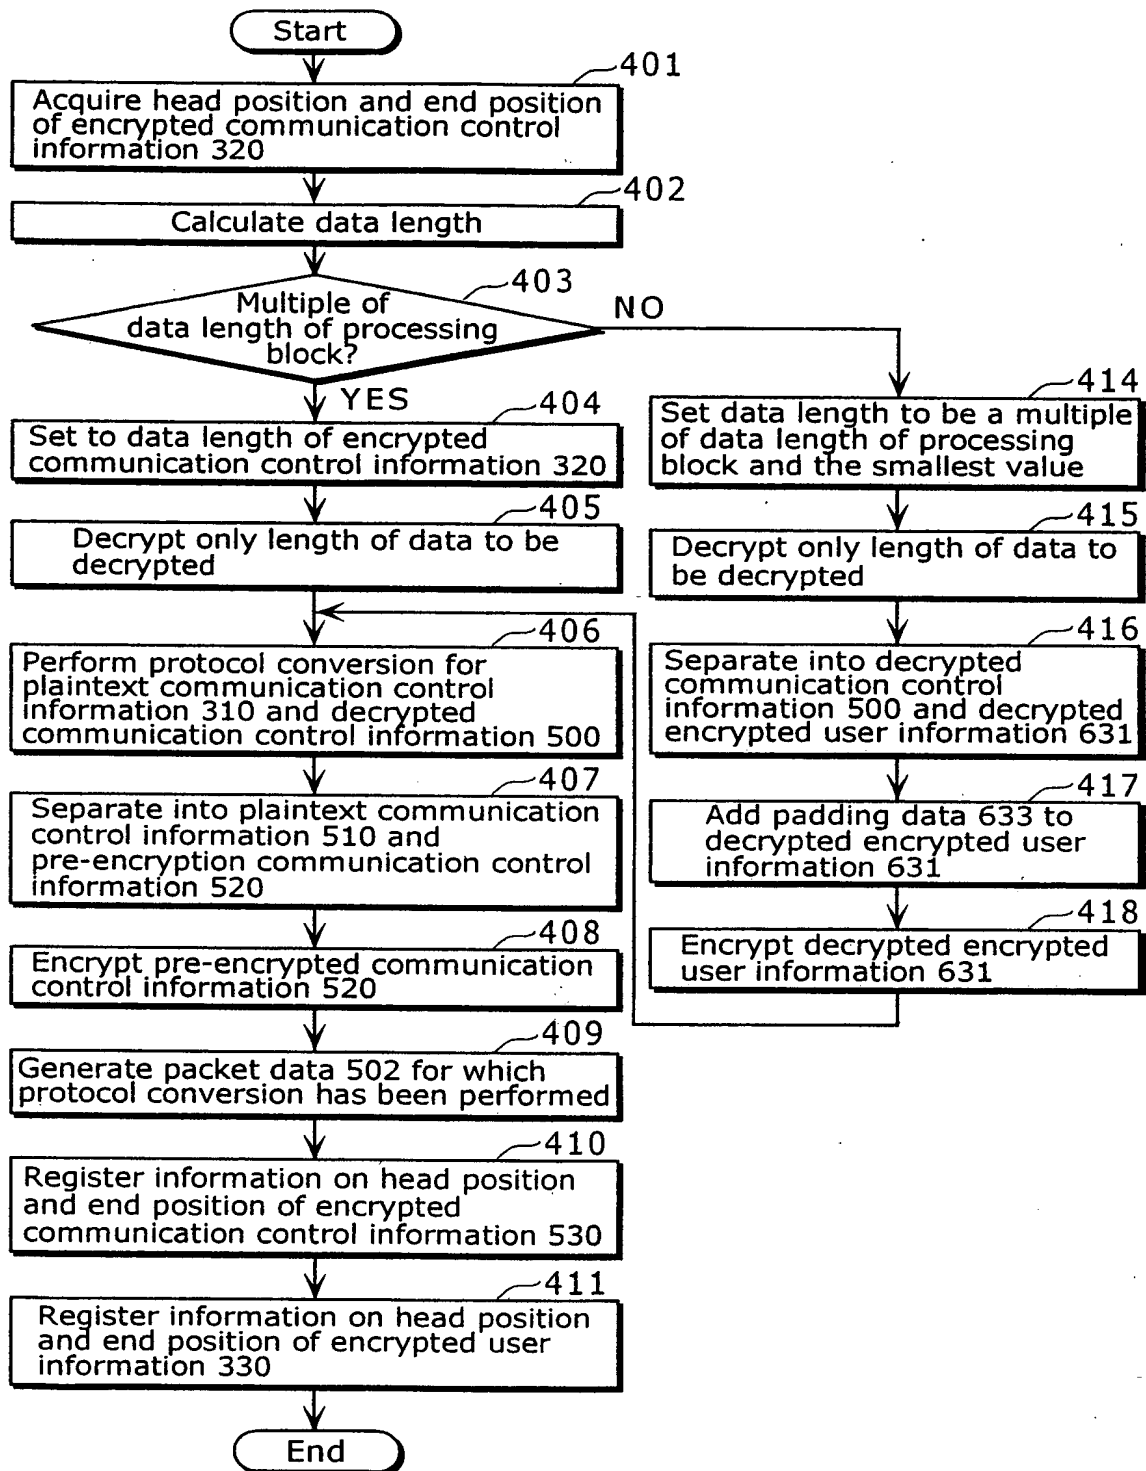 Start
401
Acquire head position and end position
of encrypted communication control
information 320
402
Calculate data length
403
Multiple of
data length of processing
block?
NO
YES
404
Set to data length of encrypted
communication control information 320
405
Decrypt only length of data to be
decrypted
406
Perform protocol conversion for
plaintext communication control
information 310 and decrypted
communication control information 500
407
Separate into plaintext communication
control information 510 and
pre-encryption communication control
information 520
408
Encrypt pre-encrypted communication
control information 520
409
Generate packet data 502 for which
protocol conversion has been performed
410
Register information on head position
and end position of encrypted
communication control information 530
411
Register information on head position
and end position of encrypted user
information 330
End
414
Set data length to be a multiple
of data length of processing
block and the smallest value
415
Decrypt only length of data to
be decrypted
416
Separate into decrypted
communication control
information 500 and decrypted
encrypted user information 631
417
Add padding data 633 to
decrypted encrypted user
information 631
418
Encrypt decrypted encrypted
user information 631